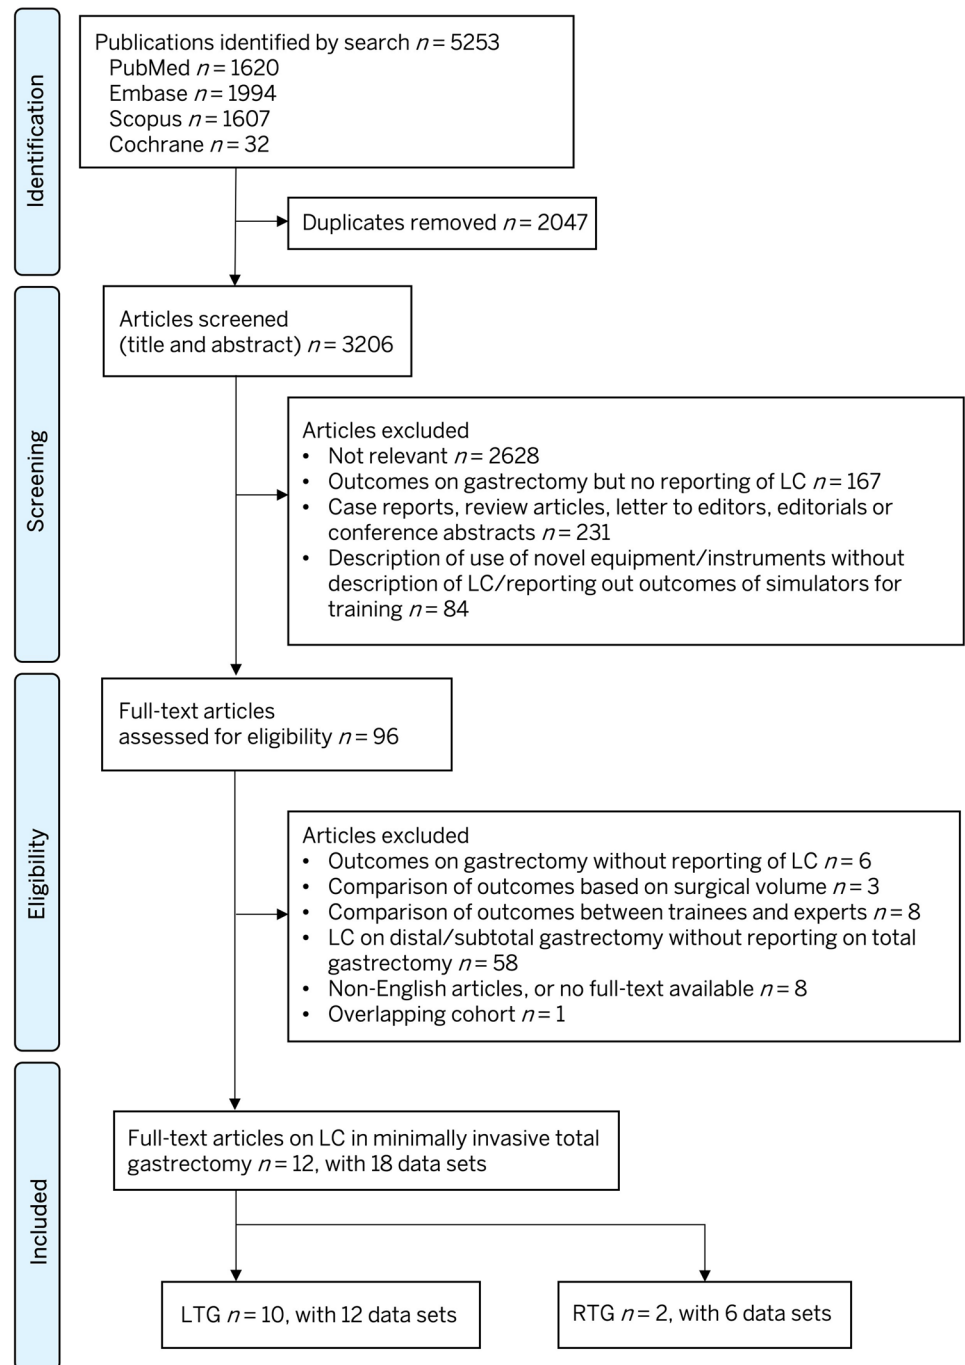 Identification
Publications identified by search n = 5253
PubMed n = 1620
Embase n = 1994
Scopus n = 1607
Cochrane n = 32
Duplicates removed n = 2047
Screening
Articles screened
(title and abstract) n = 3206
Articles excluded
• Not relevant n = 2628
• Outcomes on gastrectomy but no reporting of LC n = 167
• Case reports, review articles, letter to editors, editorials or
conference abstracts n = 231
• Description of use of novel equipment/instruments without
description of LC/reporting out outcomes of simulators for
training n = 84
Eligibility
Full-text articles
assessed for eligibility n = 96
Articles excluded
• Outcomes on gastrectomy without reporting of LC n = 6
• Comparison of outcomes based on surgical volume n = 3
• Comparison of outcomes between trainees and experts n = 8
• LC on distal/subtotal gastrectomy without reporting on total
gastrectomy n = 58
• Non-English articles, or no full-text available n = 8
• Overlapping cohort n = 1
Included
Full-text articles on LC in minimally invasive total
gastrectomy n = 12, with 18 data sets
LTG n = 10, with 12 data sets
RTG n = 2, with 6 data sets